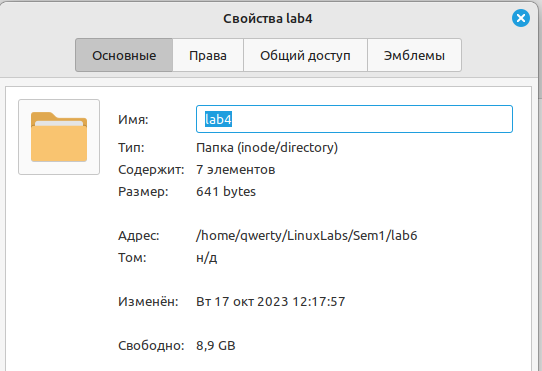 Свойства lab4
Основные Права Общий доступ Эмблемы
Имя: lab4
Тип: Папка (inode/directory)
Содержит: 7 элементов
Размер: 641 bytes
Адрес: /home/qwerty/LinuxLabs/Sem1/lab6
Том: н/д
Изменён: Вт 17 окт 2023 12:17:57
Свободно: 8,9 GB